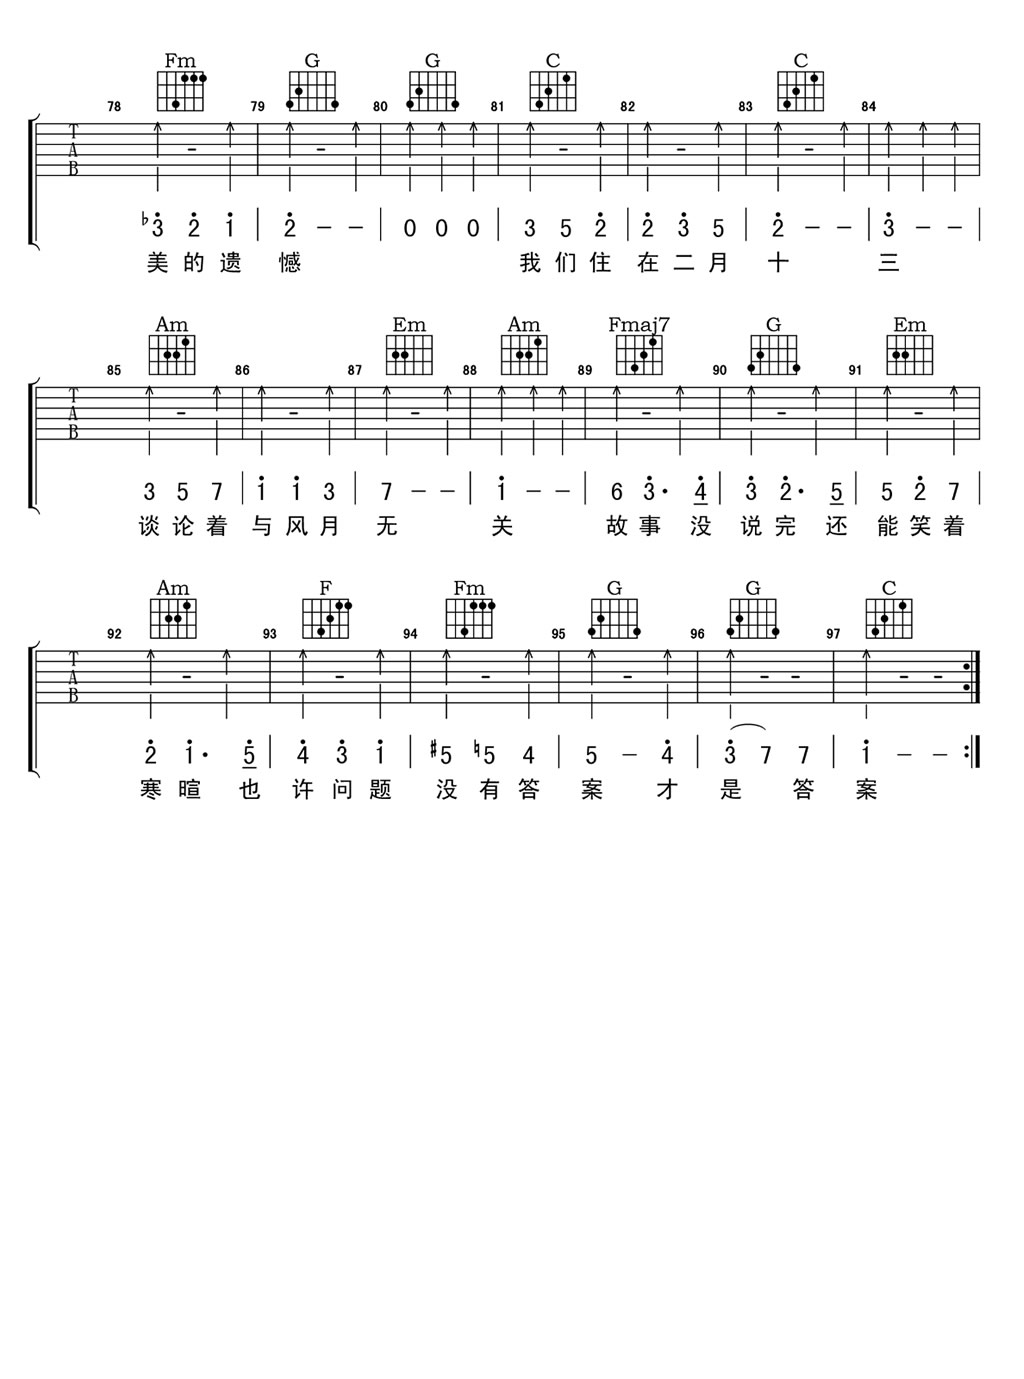 Fm G G C C
78 79 80 81 82 83 84
T
A
B
♭3̇ 2̇ 1̇ | 2̇ - - | 0 0 0 | 3 5 2̇ | 2̇ 3̇ 5 | 2̇ - - | 3̇ - - |
美 的 遗 憾 我 们 住 在 二 月 十 三
Am Em Am Fmaj7 G Em
85 86 87 88 89 90 91
T
A
B
3 5 7 | 1̇ 1̇ 3 | 7 - - | 1̇ - - | 6 3̇· 4̲̇ | 3̇ 2̇· 5̲ | 5 2̇ 7 |
谈 论 着 与 风 月 无 关 故 事 没 说 完 还 能 笑 着
Am F Fm G G C
92 93 94 95 96 97
T
A
B
2̇ 1̇· 5̲̇ | 4̇ 3̇ 1̇ | ♯5 ♮5 4 | 5 - 4̇ | 3̇ 7 7 | 1̇ - - :|
寒 暄 也 许 问 题 没 有 答 案 才 是 答 案